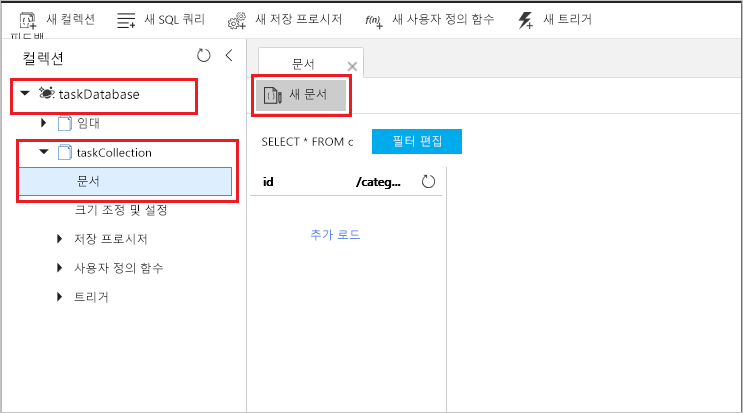 새 컬렉션 새 SQL 쿼리 새 저장 프로시저 f(n) 새 사용자 정의 함수 새 트리거
피드백
컬렉션
문서
taskDatabase
새 문서
임대
taskCollection
SELECT * FROM c 필터 편집
문서
id /categ...
크기 조정 및 설정
저장 프로시저
추가 로드
사용자 정의 함수
트리거